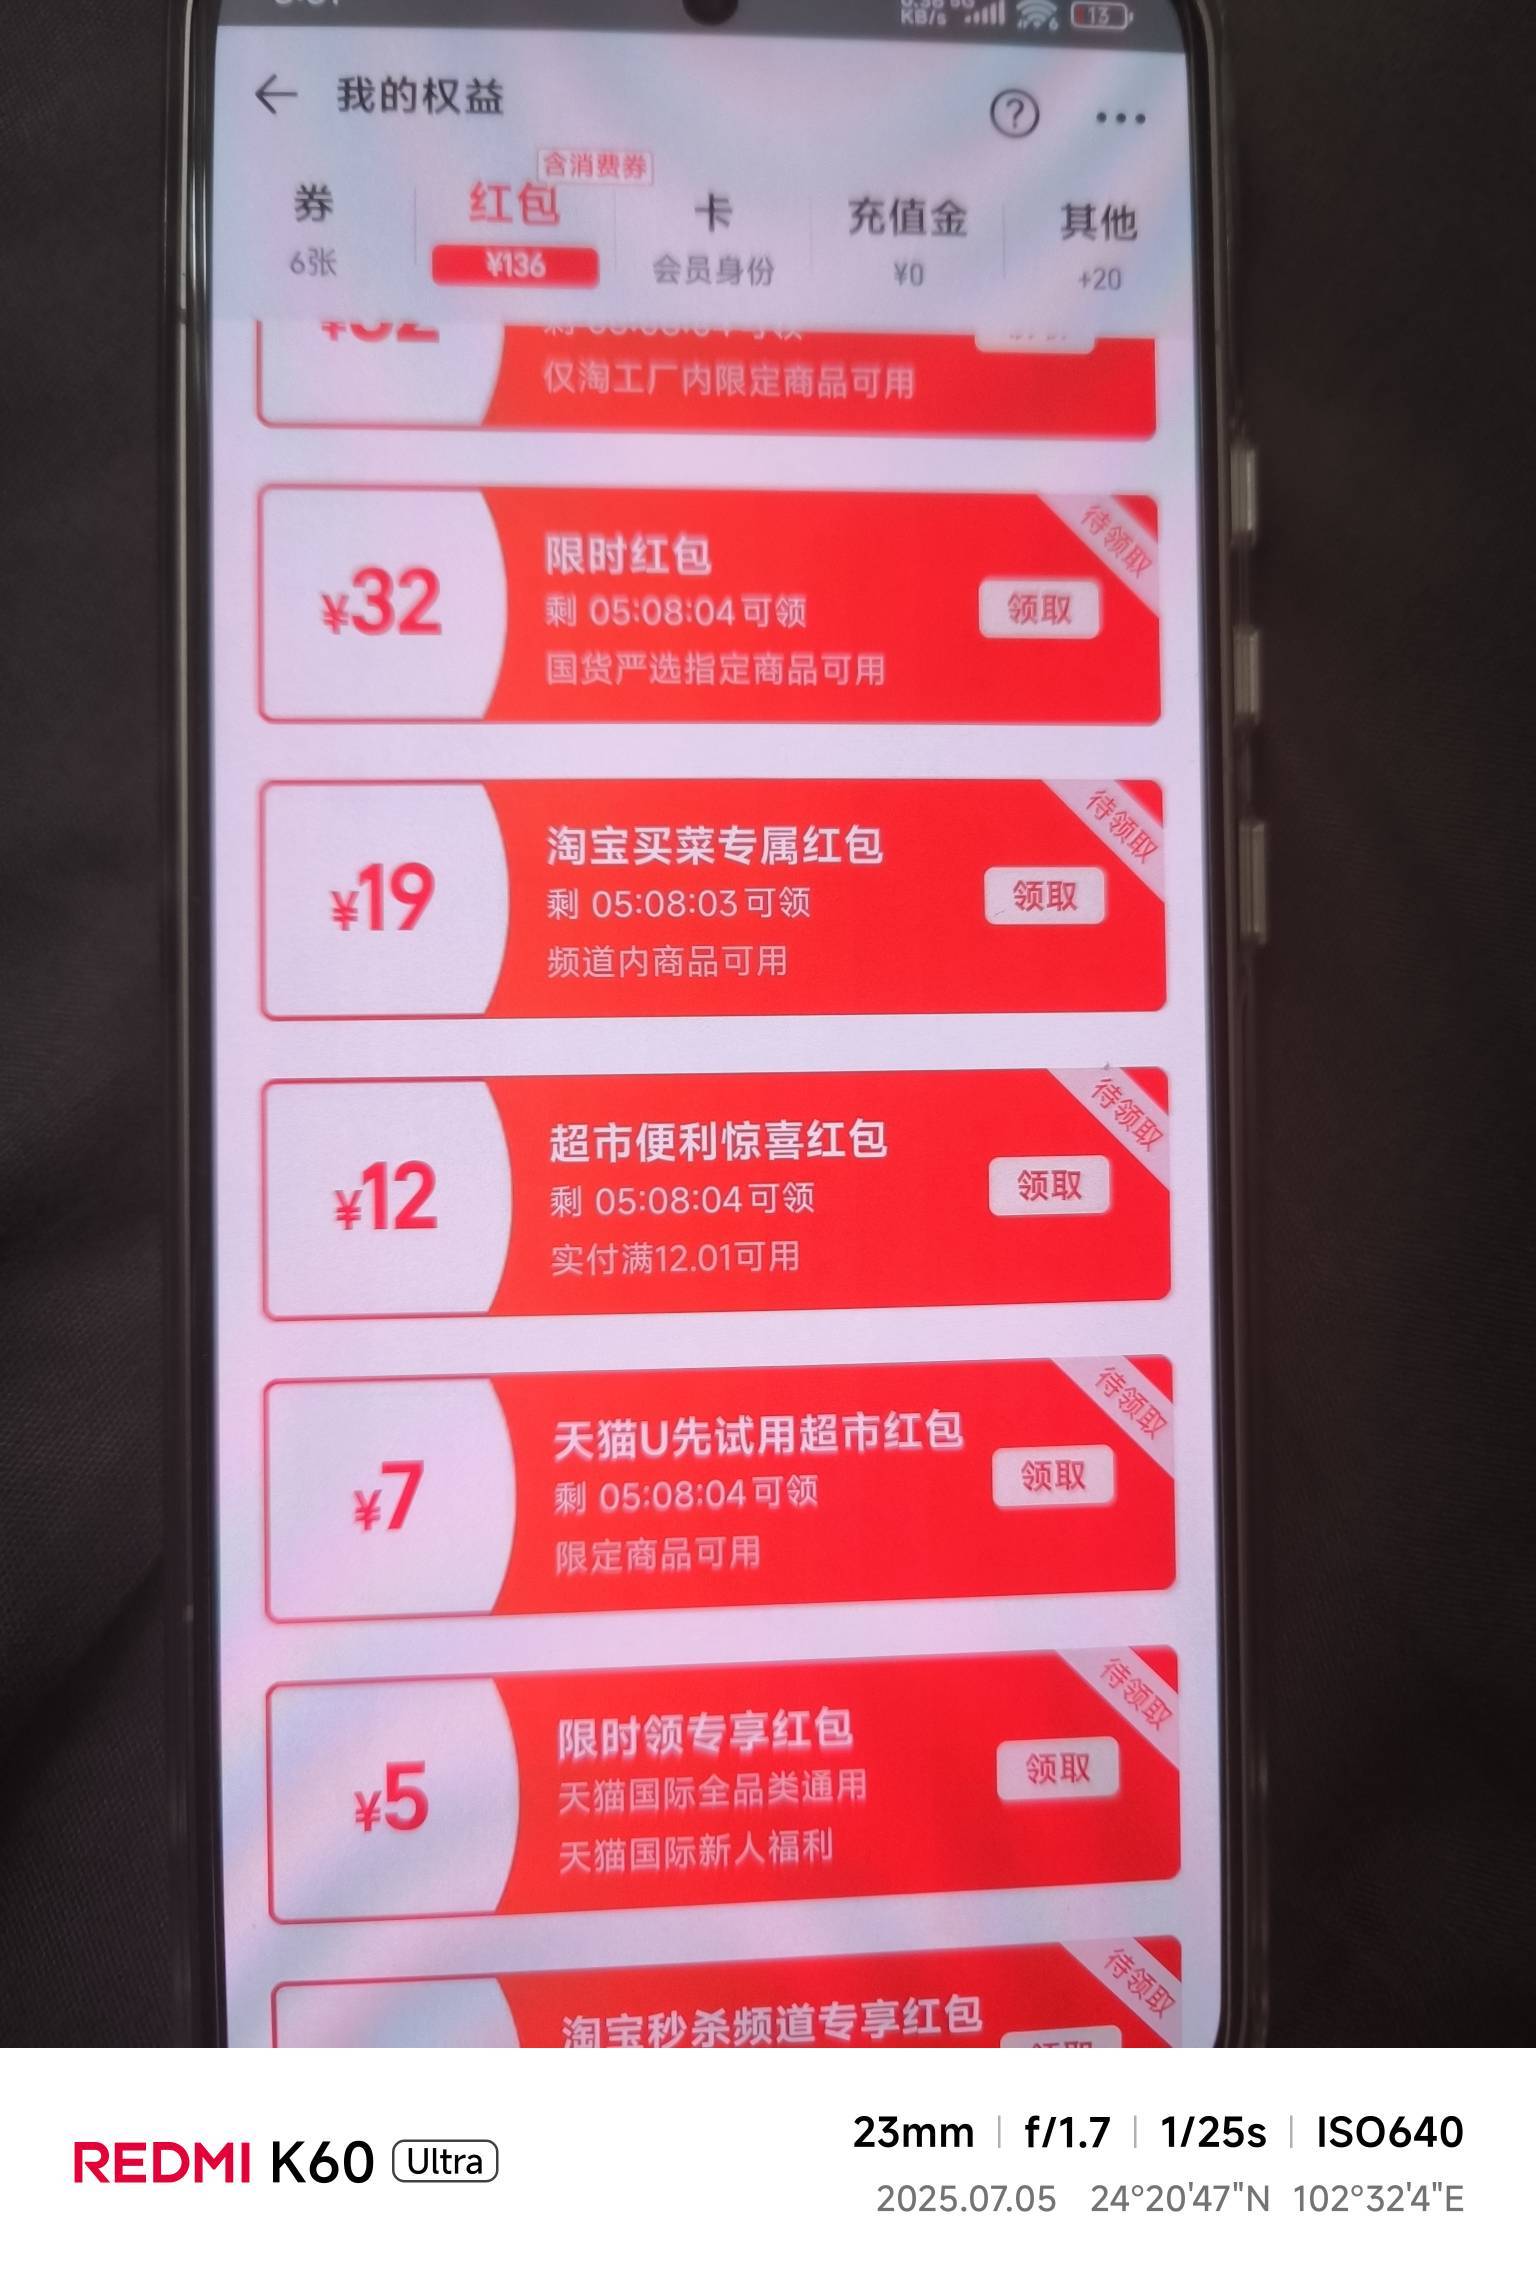 13
我的权益
含消费券
券
红包
卡
充值金
其他
6张
¥136
会员身份
¥0
+20
仅淘工厂内限定商品可用
待领取
限时红包
¥32
剩 05:08:04可领
领取
国货严选指定商品可用
待领取
淘宝买菜专属红包
¥19
剩 05:08:03可领
领取
频道内商品可用
待领取
超市便利惊喜红包
¥12
剩 05:08:04可领
领取
实付满12.01可用
待领取
天猫U先试用超市红包
¥7
剩 05:08:04可领
领取
限定商品可用
待领取
限时领专享红包
¥5
天猫国际全品类通用
领取
天猫国际新人福利
待领取
淘宝秒杀频道专享红包
REDMI K60 Ultra
23mm | f/1.7 | 1/25s | ISO640
2025.07.05 24°20'47"N 102°32'4"E